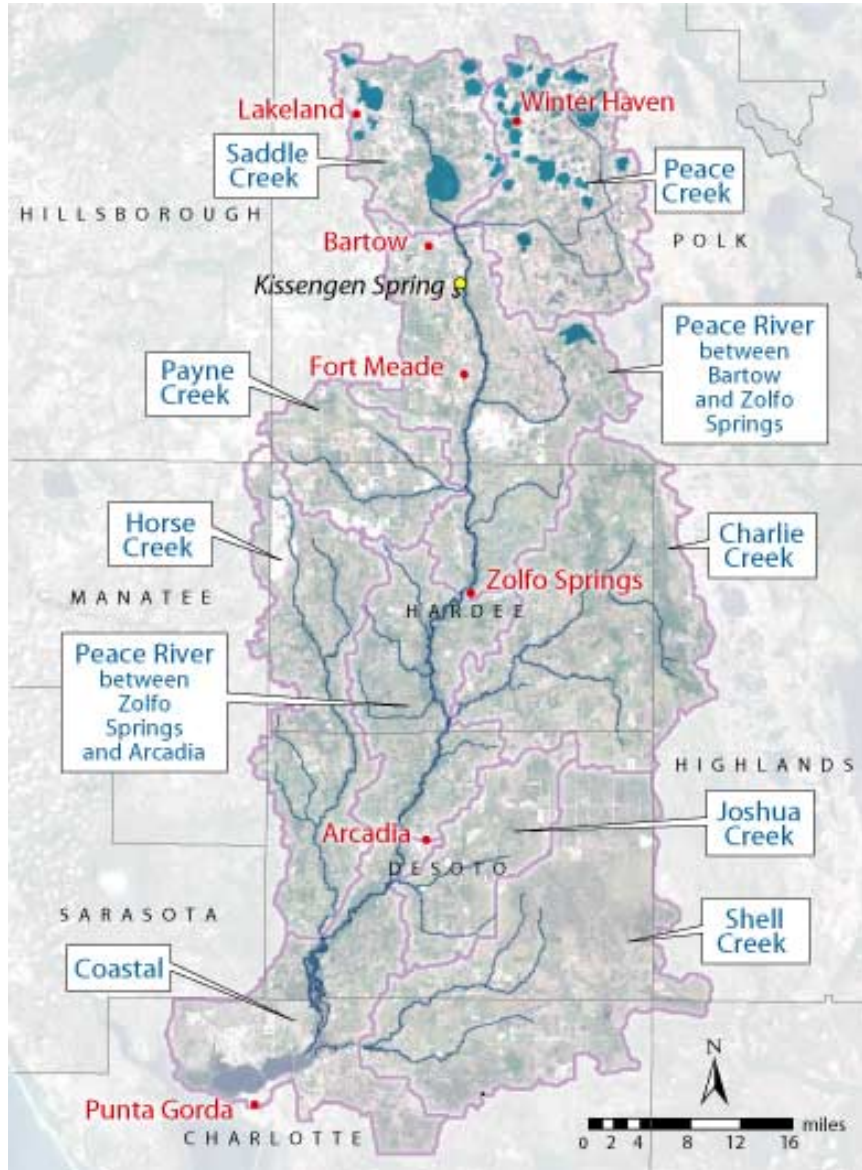 Lakeland
Winter Haven
Saddle
Creek
Peace
Creek
HILLSBOROUGH
POLK
Bartow
Kissengen Spring
Peace River
between
Bartow
and Zolfo
Springs
Fort Meade
Payne
Creek
Horse
Creek
Charlie
Creek
MANATEE
Zolfo Springs
HARDEE
Peace River
between
Zolfo
Springs
and Arcadia
HIGHLANDS
Joshua
Creek
Arcadia
DESOTO
SARASOTA
Shell
Creek
Coastal
N
Punta Gorda
CHARLOTTE
miles
0 2 4 8 12 16